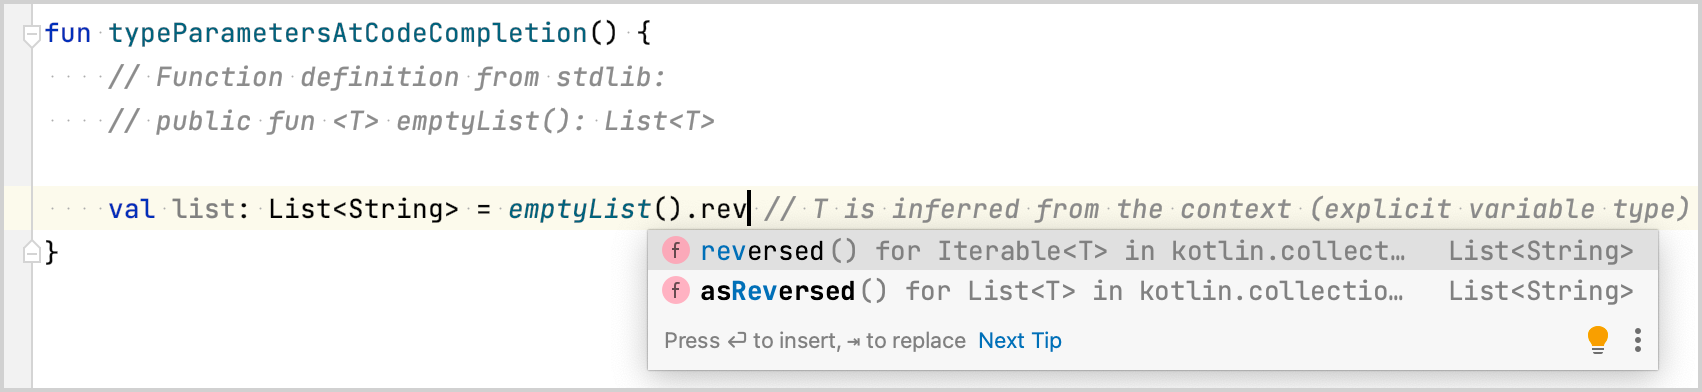 fun typeParametersAtCodeCompletion() {
// Function definition from stdlib:
// public fun <T> emptyList(): List<T>
val list: List<String> = emptyList().rev // T is inferred from the context (explicit variable type)
}
f reversed() for Iterable<T> in kotlin.collect… List<String>
f asReversed() for List<T> in kotlin.collectio… List<String>
Press ⏎ to insert, ⇥ to replace Next Tip